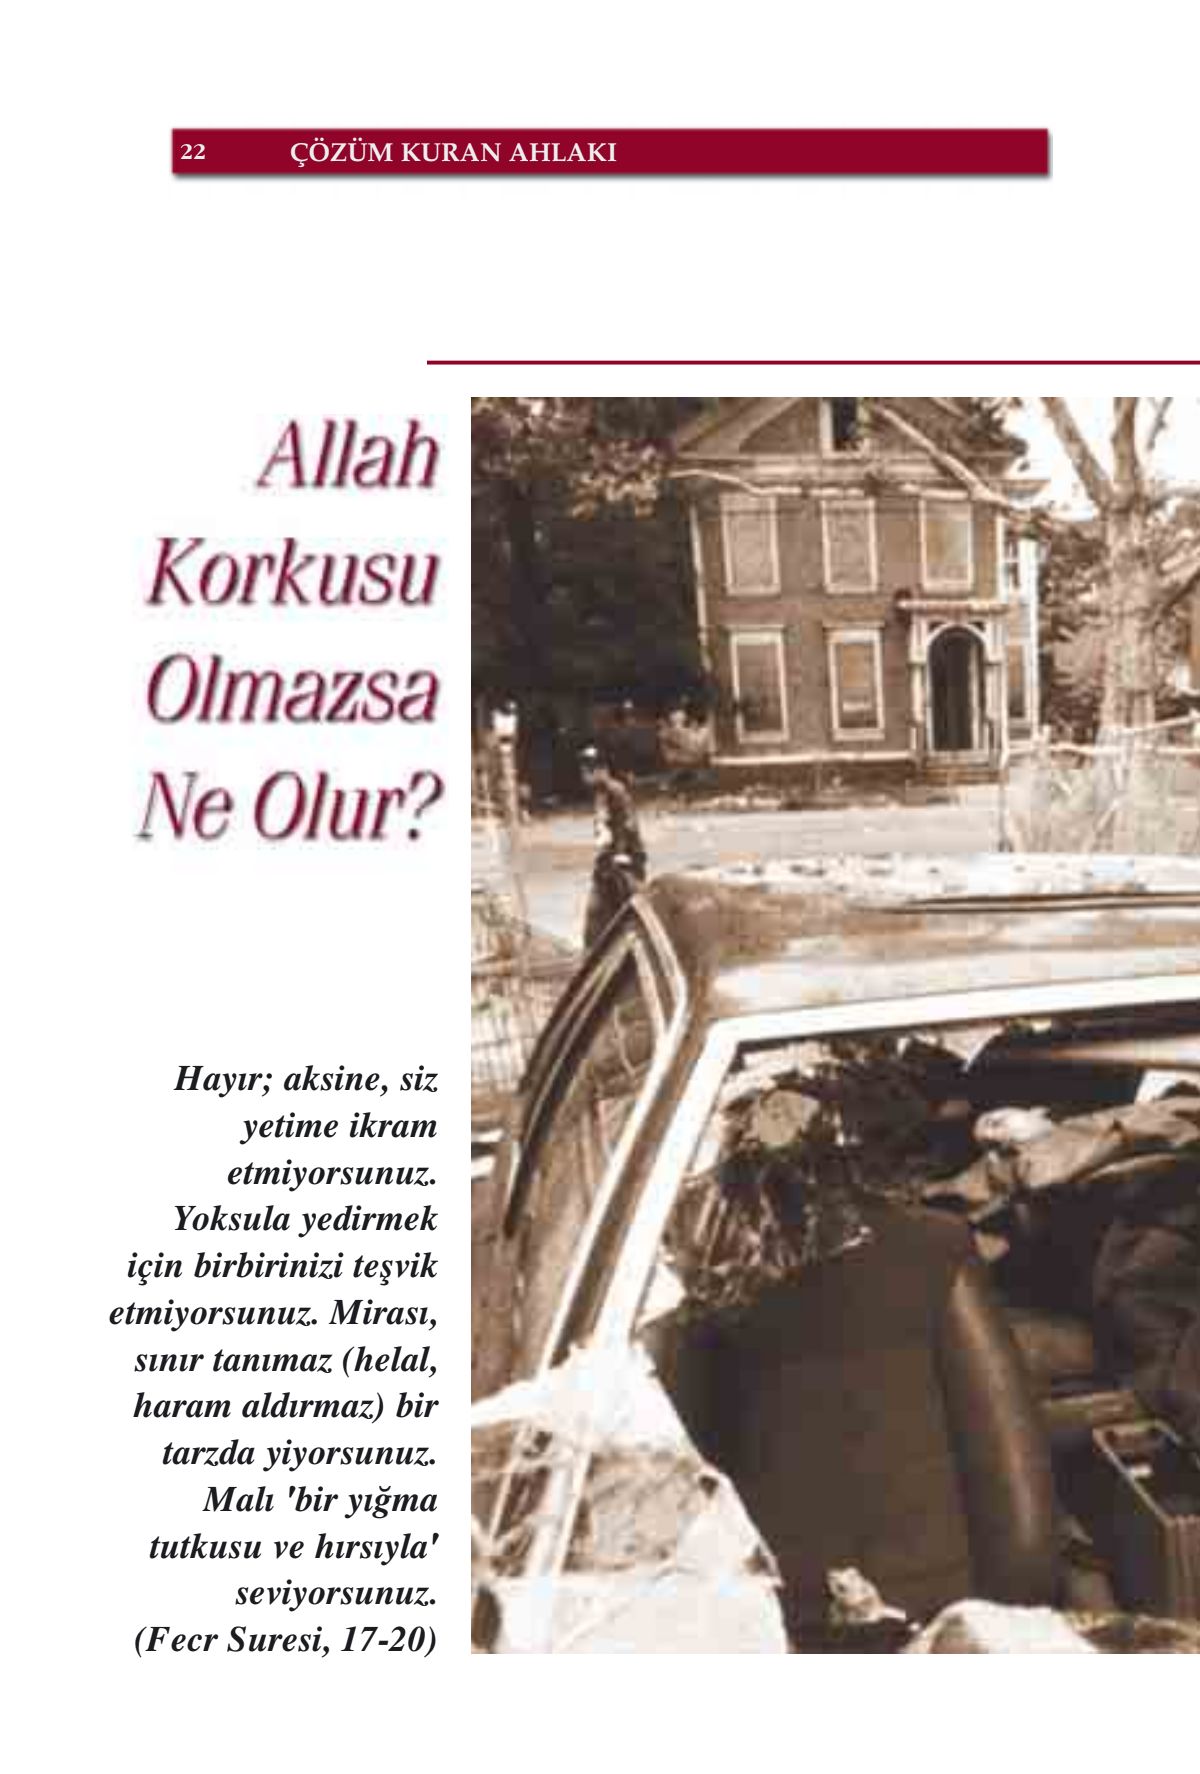 22 ÇÖZÜM KURAN AHLAKI
Allah
Korkusu
Olmazsa
Ne Olur?
Hayır; aksine, siz
yetime ikram
etmiyorsunuz.
Yoksula yedirmek
için birbirinizi teşvik
etmiyorsunuz. Mirası,
sınır tanımaz (helal,
haram aldırmaz) bir
tarzda yiyorsunuz.
Malı 'bir yığma
tutkusu ve hırsıyla'
seviyorsunuz.
(Fecr Suresi, 17-20)